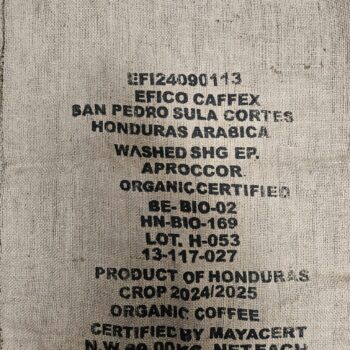 EFI24090113
EFICO CAFFEX
SAN PEDRO SULA CORTES
HONDURAS ARABICA
WASHED SHG EP.
APROCCOR.
ORGANIC CERTIFIED
BE-BIO-02
HN-BIO-169
LOT. H-053
13-117-027
PRODUCT OF HONDURAS
CROP 2024/2025
ORGANIC COFFEE
CERTIFIED BY MAYACERT
N.W